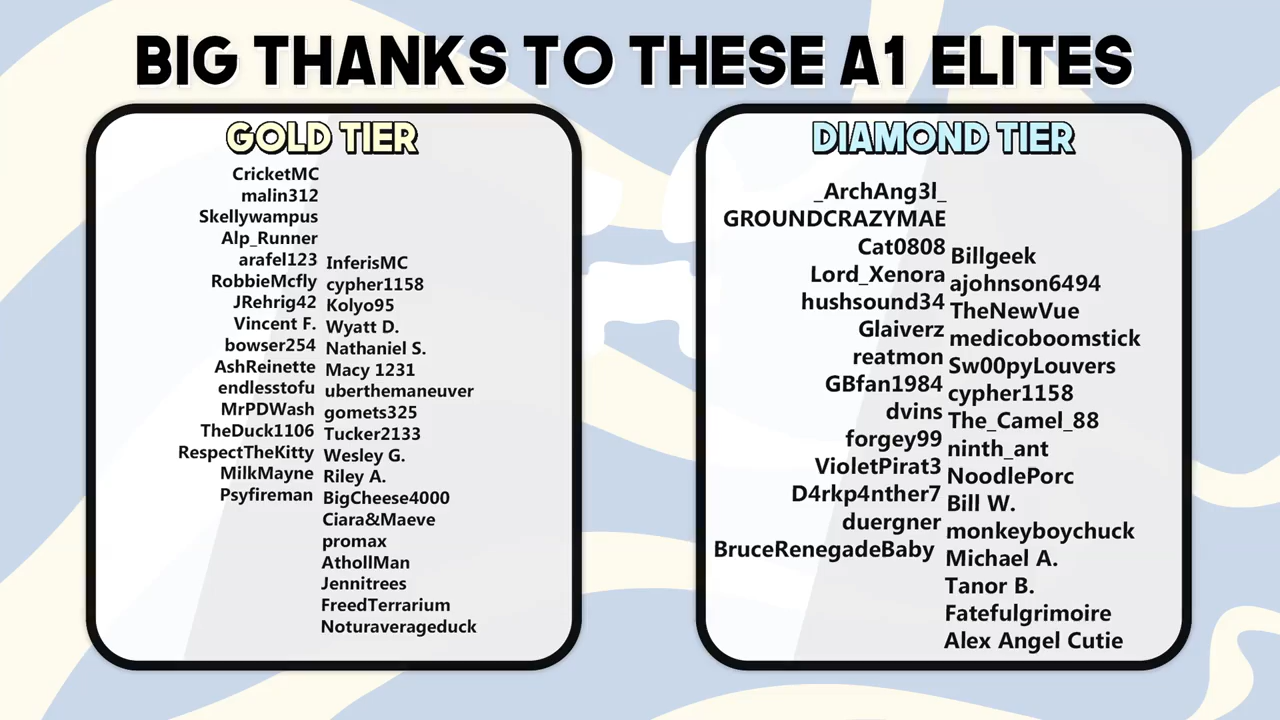 BIG THANKS TO THESE A1 ELITES
GOLD TIER
CricketMC
malin312
Skellywampus
Alp_Runner
arafel123
RobbieMcfly
JRehrig42
Vincent F.
bowser254
AshReinette
endlesstofu
MrPDWash
TheDuck1106
RespectTheKitty
MilkMayne
Psyfireman
InferisMC
cypher1158
Kolyo95
Wyatt D.
Nathaniel S.
Macy 1231
uberthemaneuver
gomets325
Tucker2133
Wesley G.
Riley A.
BigCheese4000
Ciara&Maeve
promax
AthollMan
Jennitrees
FreedTerrarium
Noturaverageduck
DIAMOND TIER
_ArchAng3l_
GROUNDCRAZYMAE
Cat0808
Lord_Xenora
hushsound34
Glaiverz
reatmon
GBfan1984
dvins
forgey99
VioletPirat3
D4rkp4nther7
duergner
BruceRenegadeBaby
Billgeek
ajohnson6494
TheNewVue
medicoboomstick
Sw00pyLouvers
cypher1158
The_Camel_88
ninth_ant
NoodlePorc
Bill W.
monkeyboychuck
Michael A.
Tanor B.
Fatefulgrimoire
Alex Angel Cutie